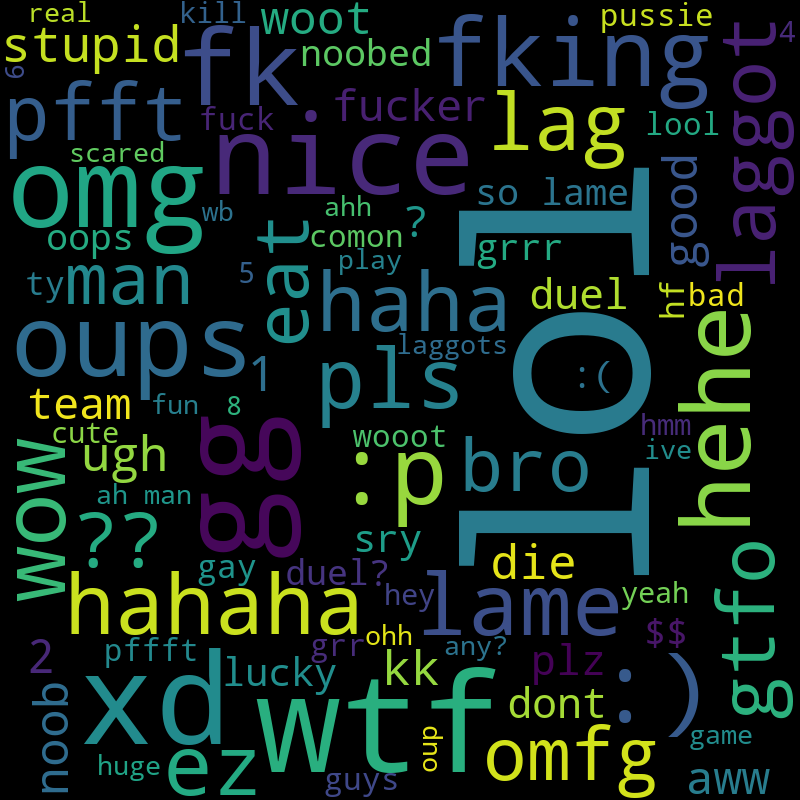 real
kill
woot
pussie
4
stupid
fk
noobed
fking
6
pfft
fuck
fucker
lag
lool
laggot
scared
nice
omg
wb
ahh
?
so lame
good
oops
comon
grrr
lol
eat
play
5
ty
man
haha
duel
hf
bad
oups
1
laggots
pls
:(
hehe
team
fun
8
cute
ugh
gg
wooot
hmm
ive
wow
:p
bro
ah man
??
sry
gay
duel?
die
hey
yeah
gtfo
hahaha
lame
$$
ohh
grr
any?
2
pffft
lucky
kk
plz
:)
noob
xd
wtf
dont
duo
omfg
game
huge
ez
guys
aww